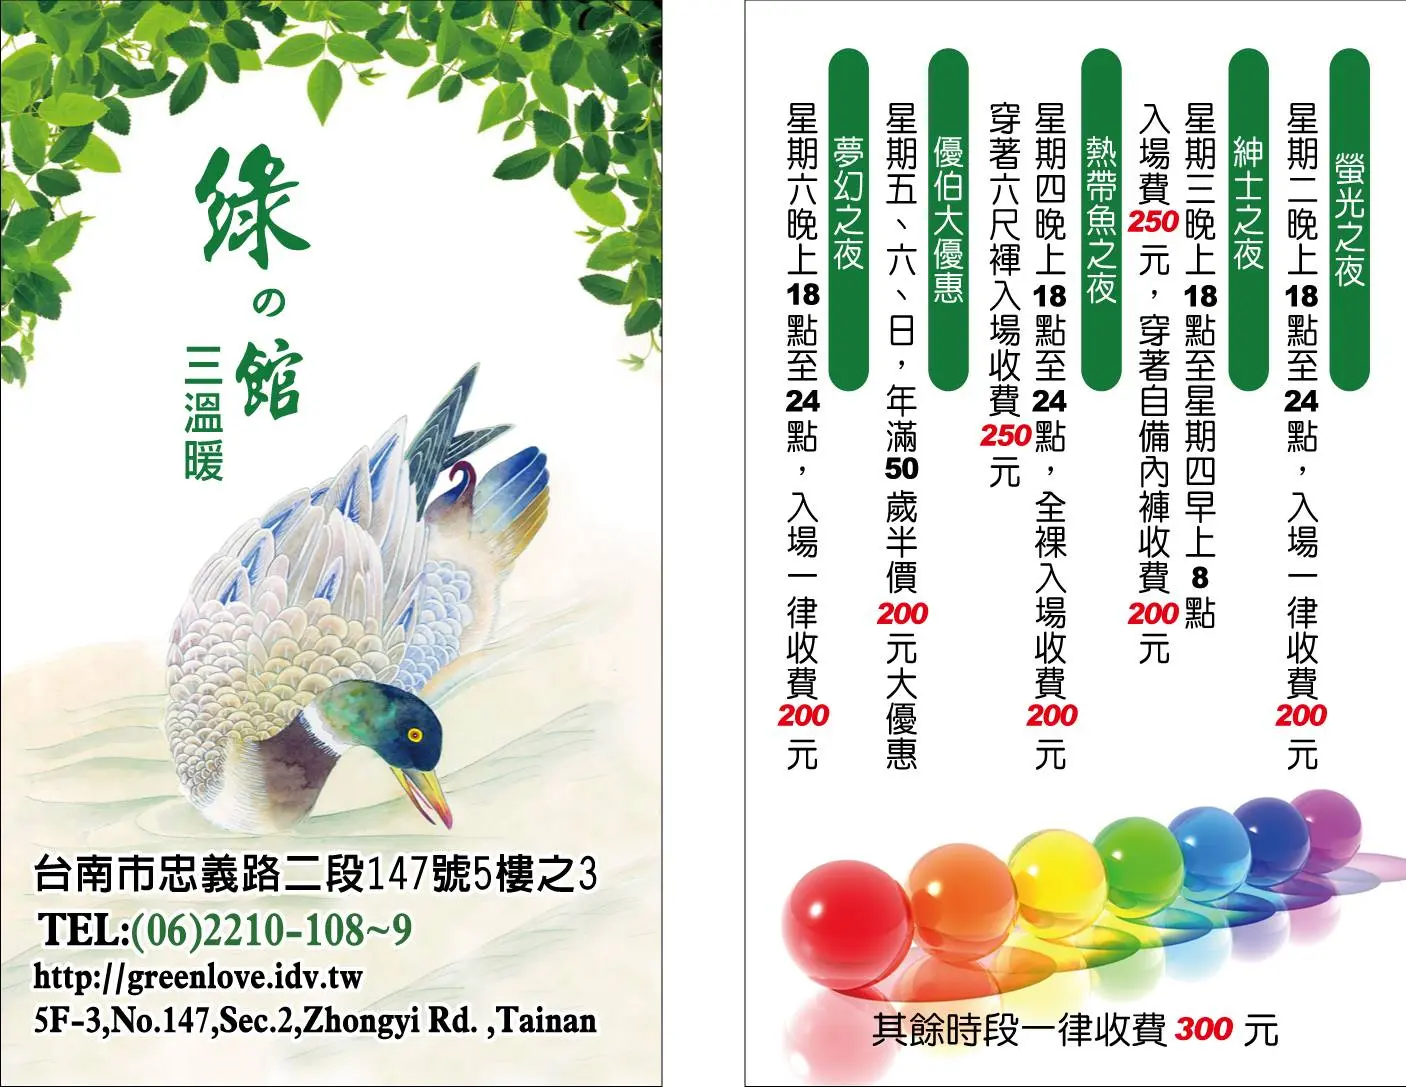 綠の館
三溫暖
台南市忠義路二段147號5樓之3
TEL:(06)2210-108~9
http://greenlove.idv.tw
5F-3,No.147,Sec.2,Zhongyi Rd. ,Tainan
螢光之夜
星期二晚上18點至24點，入場一律收費200元
紳士之夜
星期三晚上18點至星期四早上8點
入場費250元，穿著自備內褲收費200元
熱帶魚之夜
星期四晚上18點至24點，全裸入場收費200元
穿著六尺褌入場收費250元
優伯大優惠
星期五、六、日，年滿50歲半價200元大優惠
夢幻之夜
星期六晚上18點至24點，入場一律收費200元
其餘時段一律收費300元